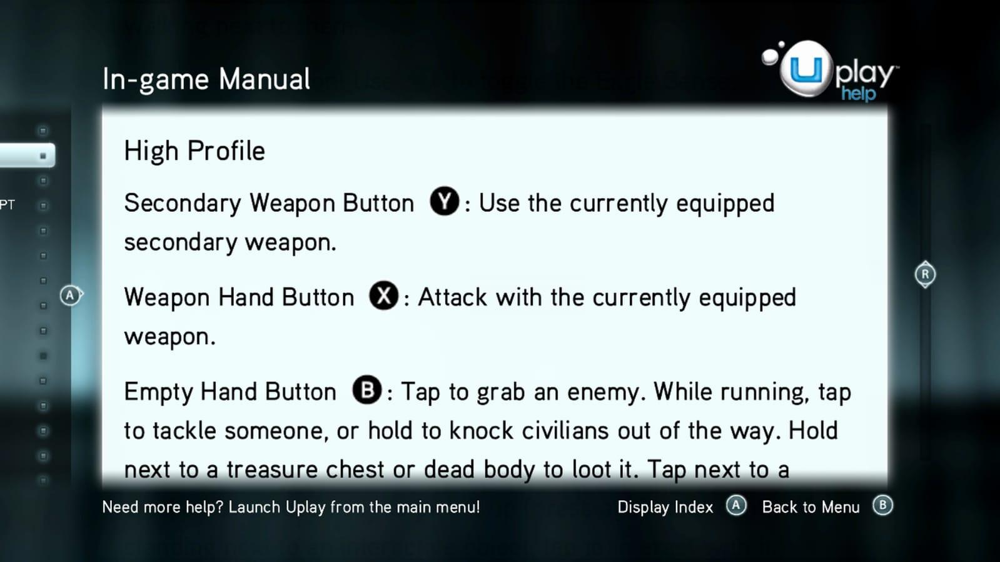 In-game Manual
Uplay™
help
High Profile
Secondary Weapon Button Y: Use the currently equipped
secondary weapon.
PT
Weapon Hand Button X: Attack with the currently equipped
weapon.
A
R
Empty Hand Button B: Tap to grab an enemy. While running, tap
to tackle someone, or hold to knock civilians out of the way. Hold
next to a treasure chest or dead body to loot it. Tap next to a
Need more help? Launch Uplay from the main menu! Display Index A Back to Menu B